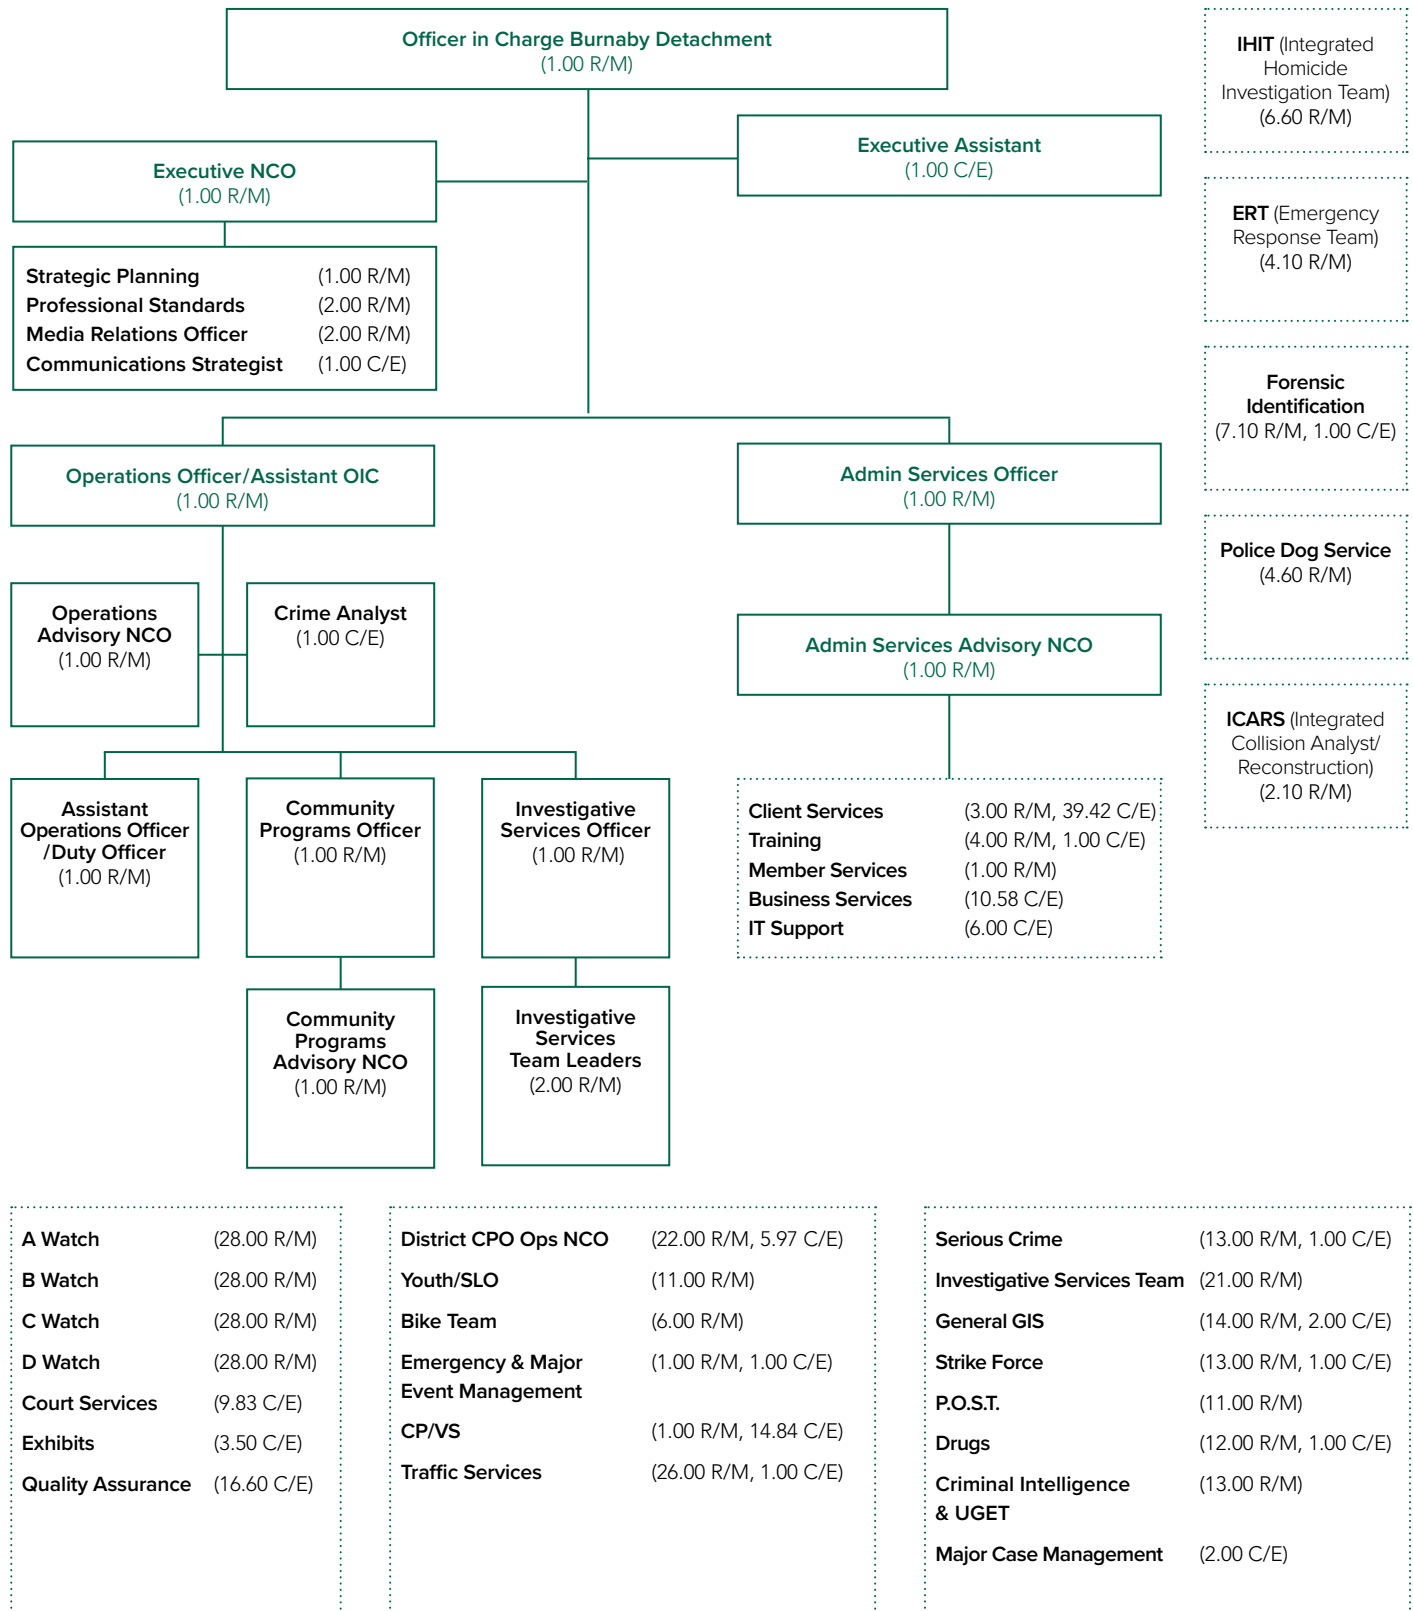 Officer in Charge Burnaby Detachment
(1.00 R/M)
Executive Assistant
(1.00 C/E)
Executive NCO
(1.00 R/M)
Strategic Planning (1.00 R/M)
Professional Standards (2.00 R/M)
Media Relations Officer (2.00 R/M)
Communications Strategist (1.00 C/E)
Operations Officer/Assistant OIC
(1.00 R/M)
Admin Services Officer
(1.00 R/M)
Operations
Advisory NCO
(1.00 R/M)
Crime Analyst
(1.00 C/E)
Admin Services Advisory NCO
(1.00 R/M)
Assistant
Operations Officer
/Duty Officer
(1.00 R/M)
Community
Programs Officer
(1.00 R/M)
Investigative
Services Officer
(1.00 R/M)
Client Services (3.00 R/M, 39.42 C/E)
Training (4.00 R/M, 1.00 C/E)
Member Services (1.00 R/M)
Business Services (10.58 C/E)
IT Support (6.00 C/E)
Community
Programs
Advisory NCO
(1.00 R/M)
Investigative
Services
Team Leaders
(2.00 R/M)
IHIT (Integrated
Homicide
Investigation Team)
(6.60 R/M)
ERT (Emergency
Response Team)
(4.10 R/M)
Forensic
Identification
(7.10 R/M, 1.00 C/E)
Police Dog Service
(4.60 R/M)
ICARS (Integrated
Collision Analyst/
Reconstruction)
(2.10 R/M)
A Watch (28.00 R/M)
B Watch (28.00 R/M)
C Watch (28.00 R/M)
D Watch (28.00 R/M)
Court Services (9.83 C/E)
Exhibits (3.50 C/E)
Quality Assurance (16.60 C/E)
District CPO Ops NCO (22.00 R/M, 5.97 C/E)
Youth/SLO (11.00 R/M)
Bike Team (6.00 R/M)
Emergency & Major (1.00 R/M, 1.00 C/E)
Event Management
CP/VS (1.00 R/M, 14.84 C/E)
Traffic Services (26.00 R/M, 1.00 C/E)
Serious Crime (13.00 R/M, 1.00 C/E)
Investigative Services Team (21.00 R/M)
General GIS (14.00 R/M, 2.00 C/E)
Strike Force (13.00 R/M, 1.00 C/E)
P.O.S.T. (11.00 R/M)
Drugs (12.00 R/M, 1.00 C/E)
Criminal Intelligence (13.00 R/M)
& UGET
Major Case Management (2.00 C/E)